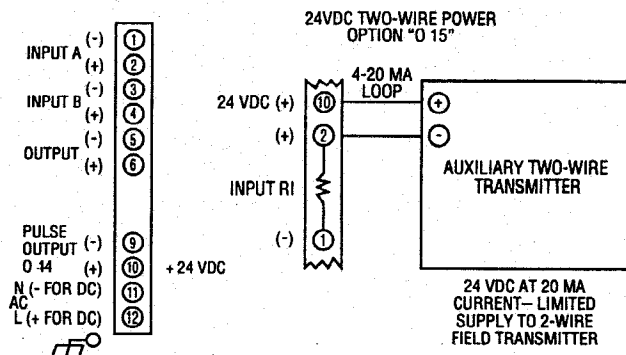 INPUT A
(-) 1
(+) 2
INPUT B
(-) 3
(+) 4
OUTPUT
(-) 5
(+) 6
PULSE
OUTPUT (-) 9
O 14 (+) 10 +24 VDC
N (- FOR DC) 11
AC
L (+ FOR DC) 12
24VDC TWO-WIRE POWER
OPTION "O 15"
4-20 MA
LOOP
24 VDC (+) 10 +
(+) 2 -
INPUT RI
(-) 1
AUXILIARY TWO-WIRE
TRANSMITTER
24 VDC AT 20 MA
CURRENT– LIMITED
SUPPLY TO 2-WIRE
FIELD TRANSMITTER